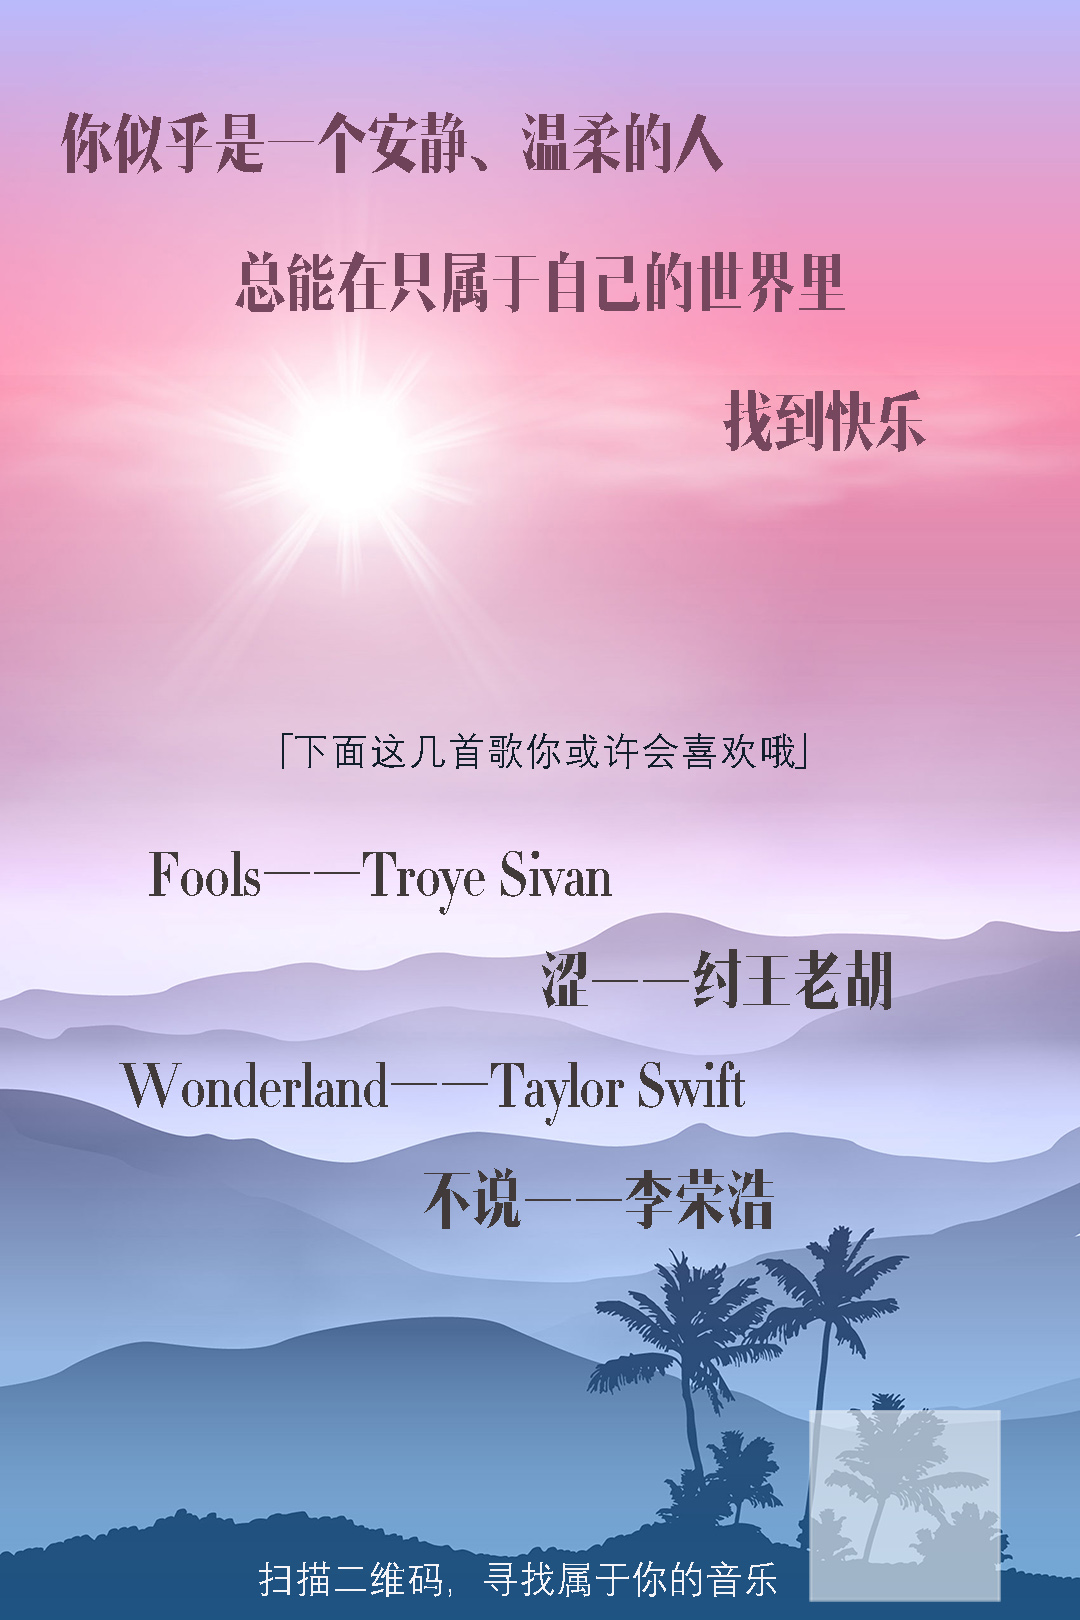 你似乎是一个安静、温柔的人
总能在只属于自己的世界里
找到快乐
「下面这几首歌你或许会喜欢哦」
Fools——Troye Sivan
涩——纣王老胡
Wonderland——Taylor Swift
不说——李荣浩
扫描二维码，寻找属于你的音乐